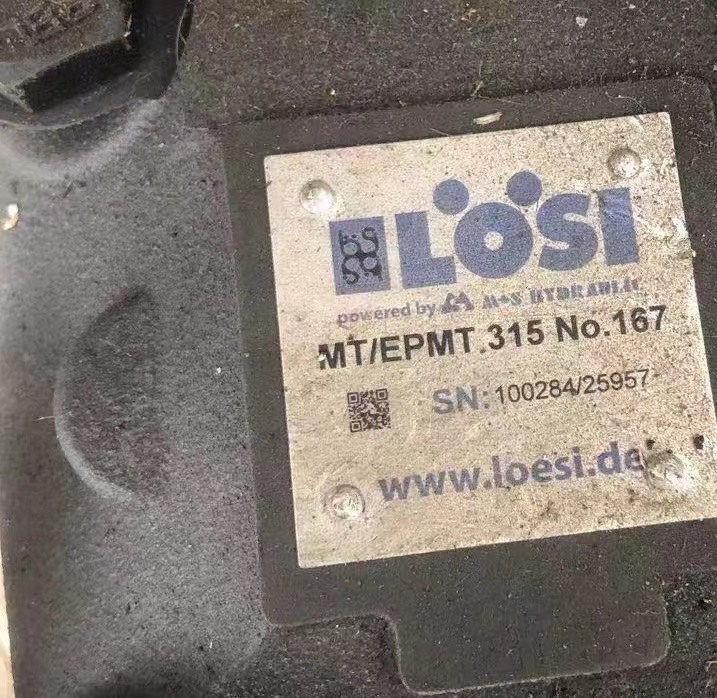 LÖSI
powered by M+S HYDRAULIC
MT/EPMT.315 No.167
SN: 100284/25957
www.loesi.de